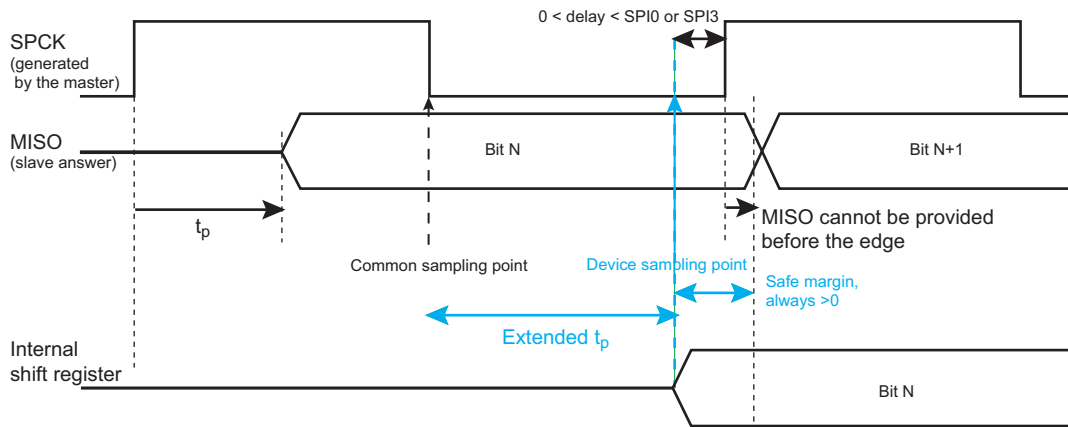 0 < delay < SPI0 or SPI3
SPCK
(generated
by the master)
MISO
(slave answer)
Bit N
Bit N+1
tp
MISO cannot be provided
before the edge
Common sampling point
Device sampling point
Safe margin,
always >0
Extended tp
Internal
shift register
Bit N